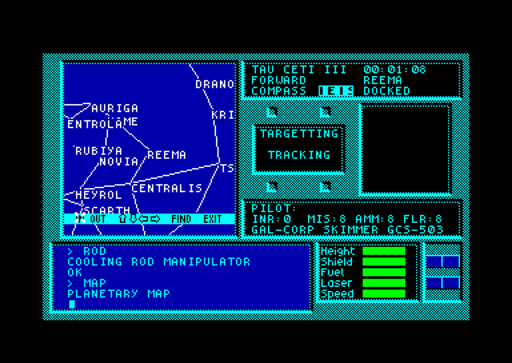 DRANO
AURIGA
KRI
ENTROLA
AME
RUBIYA
REEMA
NOVIA
TS
CENTRALIS
HEYROL
SCARTH
OUT FIND EXIT
TAU CETI III 00:01:08
FORWARD REEMA
COMPASS DOCKED
TARGETTING
TRACKING
PILOT:
INR:0 MIS:8 AMM:8 FLR:8
GAL-CORP SKIMMER GCS-503
> ROD
COOLING ROD MANIPULATOR
OK
> MAP
PLANETARY MAP
Height
Shield
Fuel
Laser
Speed